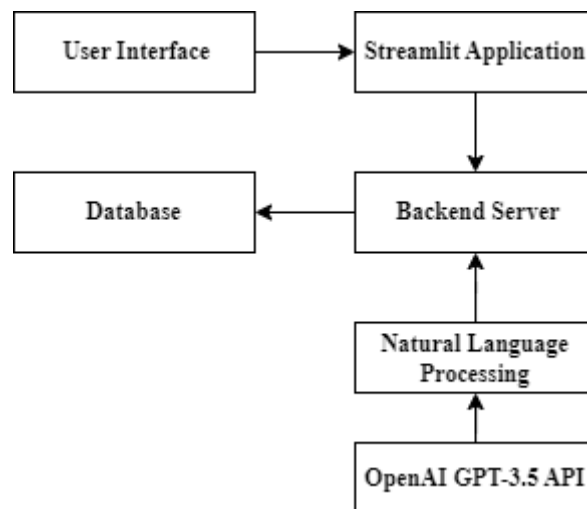 User Interface
Streamlit Application
Database
Backend Server
Natural Language
Processing
OpenAI GPT-3.5 API